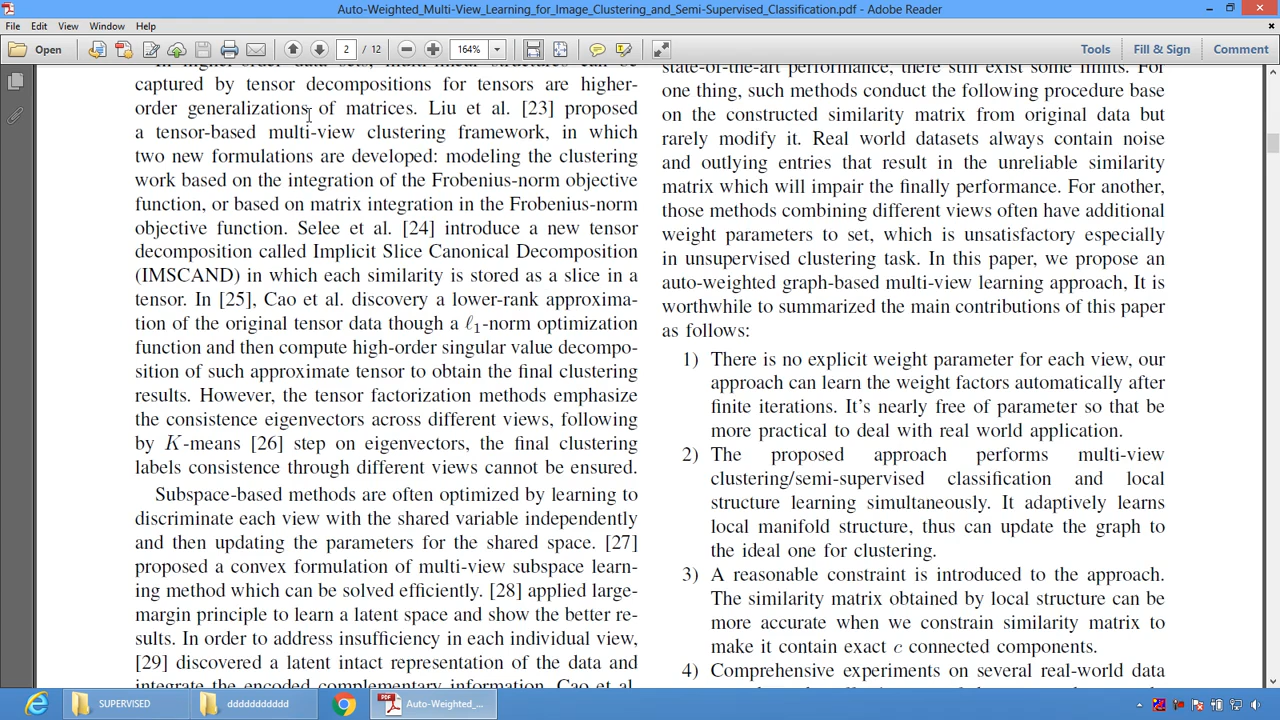 Auto-Weighted_Multi-View_Learning_for_Image_Clustering_and_Semi-Supervised_Classification.pdf - Adobe Reader
File Edit View Window Help
Open
2 / 12
164%
Tools
Fill & Sign
Comment
captured by tensor decompositions for tensors are higher-
order generalizations of matrices. Liu et al. [23] proposed
a tensor-based multi-view clustering framework, in which
two new formulations are developed: modeling the clustering
work based on the integration of the Frobenius-norm objective
function, or based on matrix integration in the Frobenius-norm
objective function. Selee et al. [24] introduce a new tensor
decomposition called Implicit Slice Canonical Decomposition
(IMSCAND) in which each similarity is stored as a slice in a
tensor. In [25], Cao et al. discovery a lower-rank approxima-
tion of the original tensor data though a ℓ1-norm optimization
function and then compute high-order singular value decompo-
sition of such approximate tensor to obtain the final clustering
results. However, the tensor factorization methods emphasize
the consistence eigenvectors across different views, following
by K-means [26] step on eigenvectors, the final clustering
labels consistence through different views cannot be ensured.
Subspace-based methods are often optimized by learning to
discriminate each view with the shared variable independently
and then updating the parameters for the shared space. [27]
proposed a convex formulation of multi-view subspace learn-
ing method which can be solved efficiently. [28] applied large-
margin principle to learn a latent space and show the better re-
sults. In order to address insufficiency in each individual view,
[29] discovered a latent intact representation of the data and
integrate the encoded complementary information. Cao et al.
state-of-the-art performance, there still exist some limits. For
one thing, such methods conduct the following procedure base
on the constructed similarity matrix from original data but
rarely modify it. Real world datasets always contain noise
and outlying entries that result in the unreliable similarity
matrix which will impair the finally performance. For another,
those methods combining different views often have additional
weight parameters to set, which is unsatisfactory especially
in unsupervised clustering task. In this paper, we propose an
auto-weighted graph-based multi-view learning approach, It is
worthwhile to summarized the main contributions of this paper
as follows:
1) There is no explicit weight parameter for each view, our
approach can learn the weight factors automatically after
finite iterations. It's nearly free of parameter so that be
more practical to deal with real world application.
2) The proposed approach performs multi-view
clustering/semi-supervised classification and local
structure learning simultaneously. It adaptively learns
local manifold structure, thus can update the graph to
the ideal one for clustering.
3) A reasonable constraint is introduced to the approach.
The similarity matrix obtained by local structure can be
more accurate when we constrain similarity matrix to
make it contain exact c connected components.
4) Comprehensive experiments on several real-world data
SUPERVISED
ddddddddddd
Auto-Weighted_...